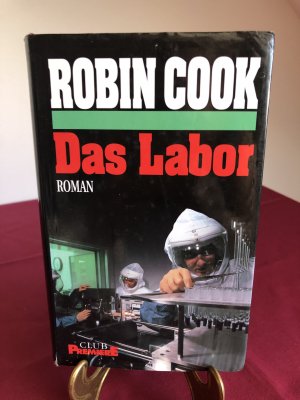 ROBIN COOK
Das Labor
ROMAN
CLUB
PREMIERE